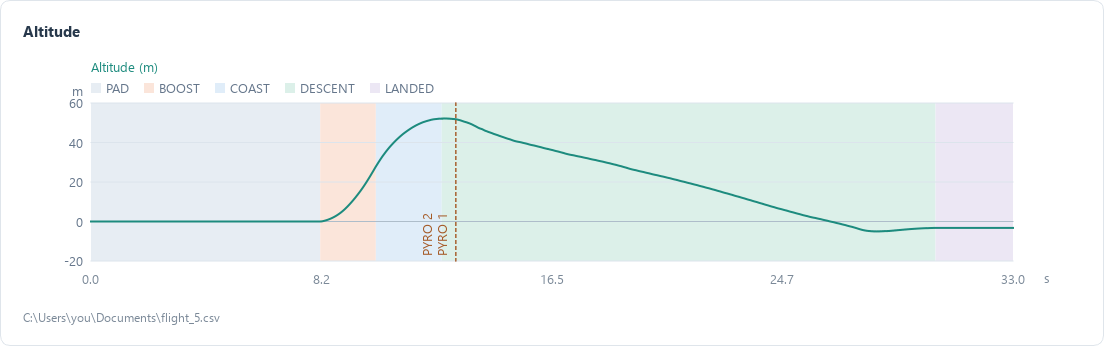 Altitude
Altitude (m)
PAD BOOST COAST DESCENT LANDED
m
60
40
20
0
-20
PYRO 2
PYRO 1
0.0 8.2 16.5 24.7 33.0 s
C:\Users\you\Documents\flight_5.csv